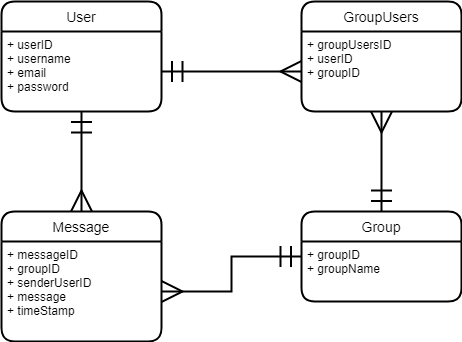 User
+ userID
+ username
+ email
+ password
GroupUsers
+ groupUsersID
+ userID
+ groupID
Message
+ messageID
+ groupID
+ senderUserID
+ message
+ timeStamp
Group
+ groupID
+ groupName